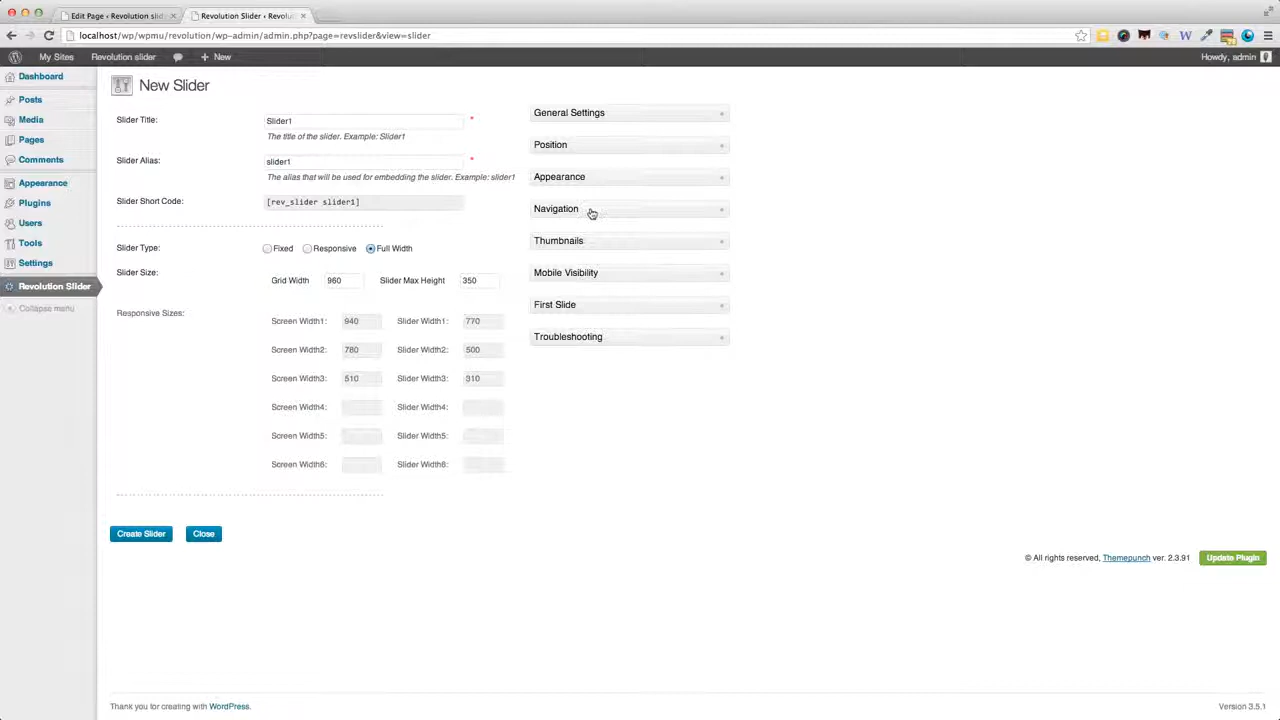 Edit Page ‹ Revolution slid
Revolution Slider ‹ Revolut
localhost/wp/wpmu/revolution/wp-admin/admin.php?page=revslider&view=slider
My Sites
Revolution slider
+ New
Howdy, admin
Dashboard
Posts
Media
Pages
Comments
Appearance
Plugins
Users
Tools
Settings
Revolution Slider
Collapse menu
New Slider
Slider Title:
Slider1
*
The title of the slider. Example: Slider1
Slider Alias:
slider1
*
The alias that will be used for embedding the slider. Example: slider1
Slider Short Code:
[rev_slider slider1]
Slider Type:
Fixed
Responsive
Full Width
Slider Size:
Grid Width
960
Slider Max Height
350
Responsive Sizes:
Screen Width1:
940
Slider Width1:
770
Screen Width2:
780
Slider Width2:
500
Screen Width3:
510
Slider Width3:
310
Screen Width4:
Slider Width4:
Screen Width5:
Slider Width5:
Screen Width6:
Slider Width6:
Create Slider
Close
General Settings
Position
Appearance
Navigation
Thumbnails
Mobile Visibility
First Slide
Troubleshooting
© All rights reserved, Themepunch ver. 2.3.91
Update Plugin
Thank you for creating with WordPress.
Version 3.5.1